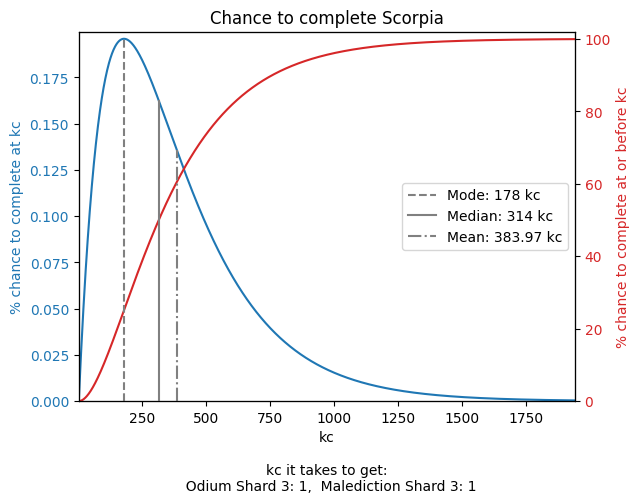 Chance to complete Scorpia
% chance to complete at kc
0.175
0.150
0.125
0.100
0.075
0.050
0.025
0.000
Mode: 178 kc
Median: 314 kc
Mean: 383.97 kc
100
80
60
40
20
0
% chance to complete at or before kc
250 500 750 1000 1250 1500 1750
kc
kc it takes to get:
Odium Shard 3: 1, Malediction Shard 3: 1